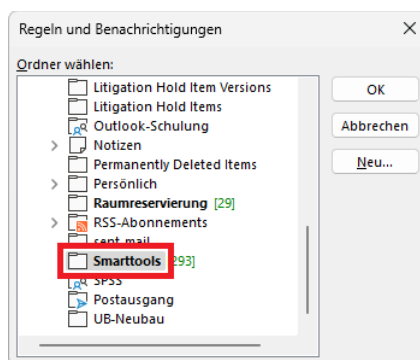 Regeln und Benachrichtigungen
Ordner wählen:
Litigation Hold Item Versions
Litigation Hold Items
Outlook-Schulung
Notizen
Permanently Deleted Items
Persönlich
Raumreservierung [29]
RSS-Abonnements
sent-mail
Smarttools 293]
SPSS
Postausgang
UB-Neubau
OK
Abbrechen
Neu...